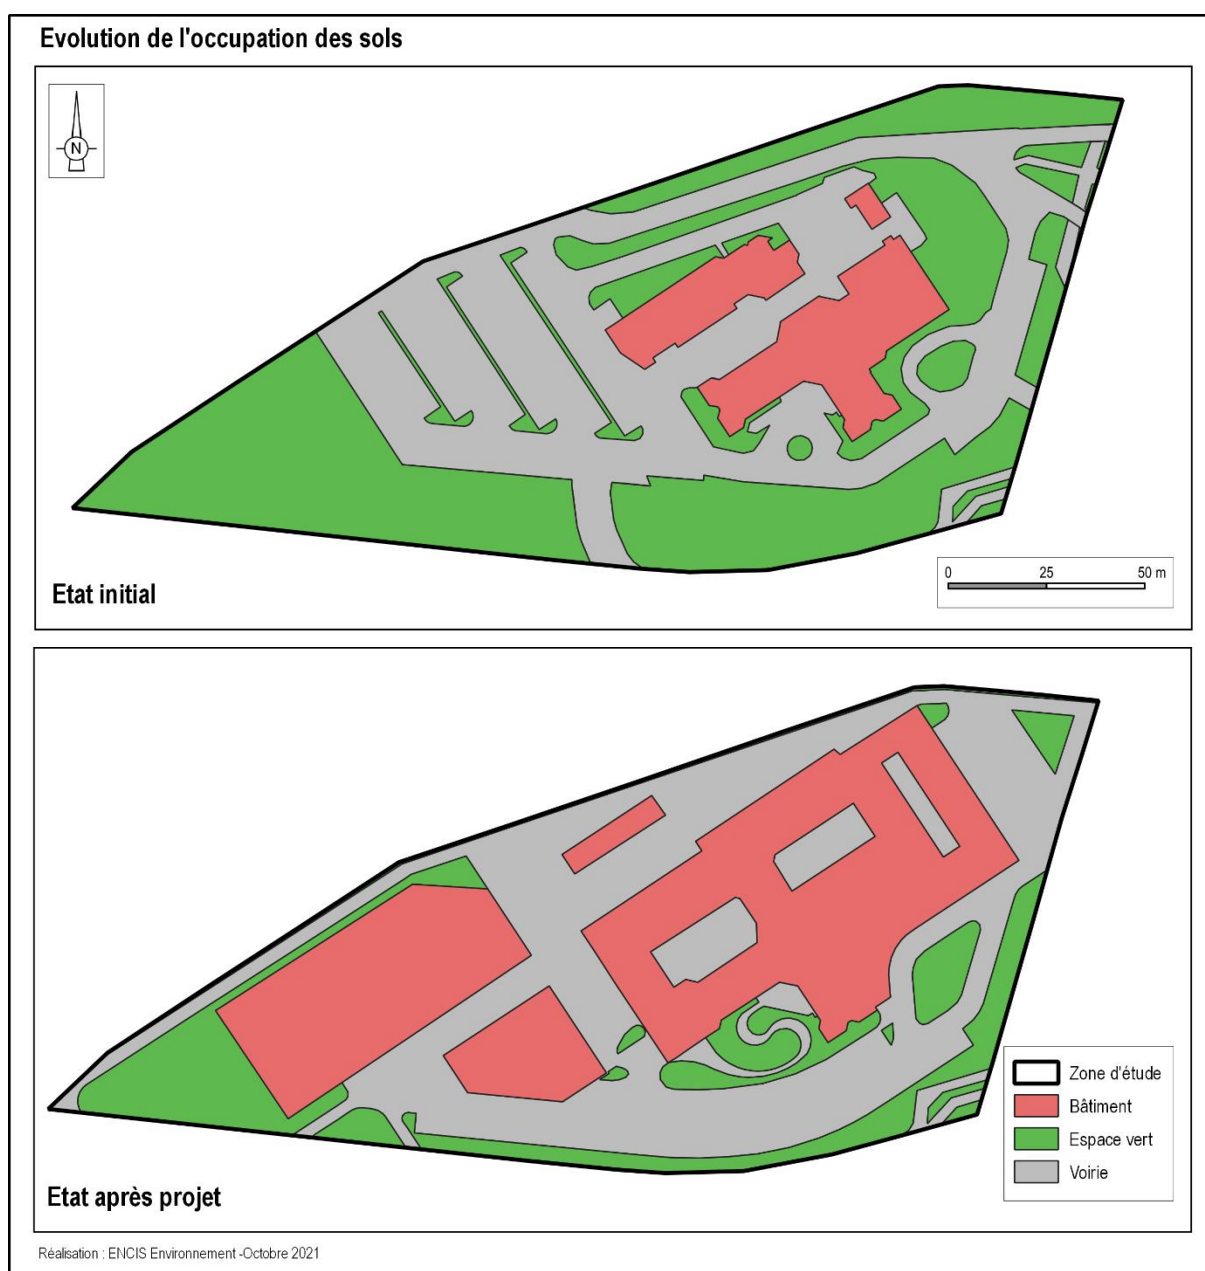 Evolution de l'occupation des sols
N
0 25 50 m
Etat initial
Zone d'étude
Bâtiment
Espace vert
Voirie
Etat après projet
Réalisation : ENCIS Environnement -Octobre 2021